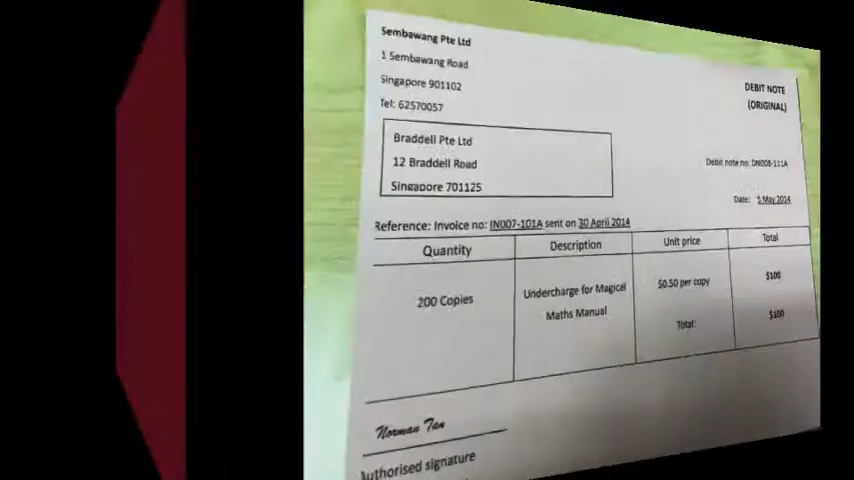 Sembawang Pte Ltd
1 Sembawang Road
Singapore 901102
Tel: 62570057
DEBIT NOTE
(ORIGINAL)
Braddell Pte Ltd
12 Braddell Road
Singapore 701125
Debit note no: DN008-111A
Date: 5 May 2014
Reference: Invoice no: IN007-101A sent on 30 April 2014
Quantity Description Unit price Total
200 Copies Undercharge for Magical $0.50 per copy $100
Maths Manual Total: $100
Norman Tan
Authorised signature